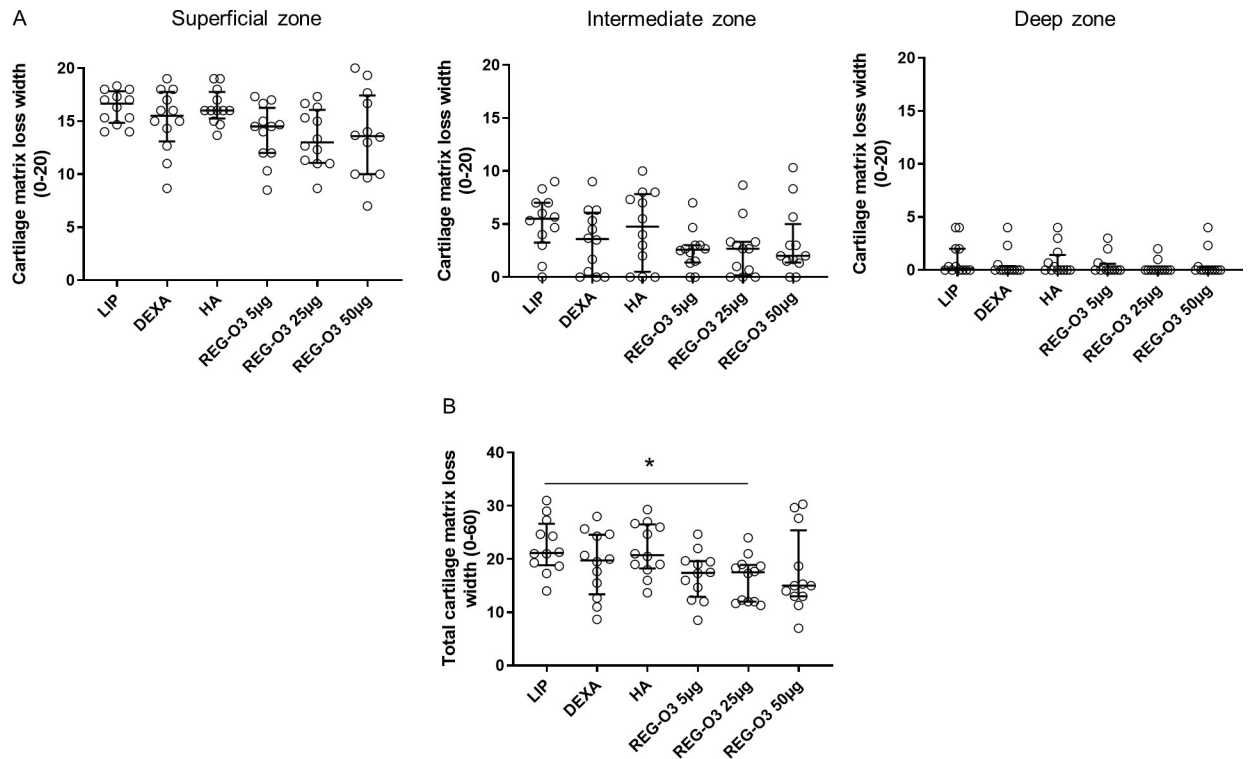 A
Superficial zone
Intermediate zone
Deep zone
Cartilage matrix loss width
(0-20)
20
15
10
5
0
LIP
DEXA
HA
REG-O3 5µg
REG-O3 25µg
REG-O3 50µg
Cartilage matrix loss width
(0-20)
20
15
10
5
0
LIP
DEXA
HA
REG-O3 5µg
REG-O3 25µg
REG-O3 50µg
Cartilage matrix loss width
(0-20)
20
15
10
5
0
LIP
DEXA
HA
REG-O3 5µg
REG-O3 25µg
REG-O3 50µg
B
Total cartilage matrix loss
width (0-60)
40
30
20
10
0
*
LIP
DEXA
HA
REG-O3 5µg
REG-O3 25µg
REG-O3 50µg